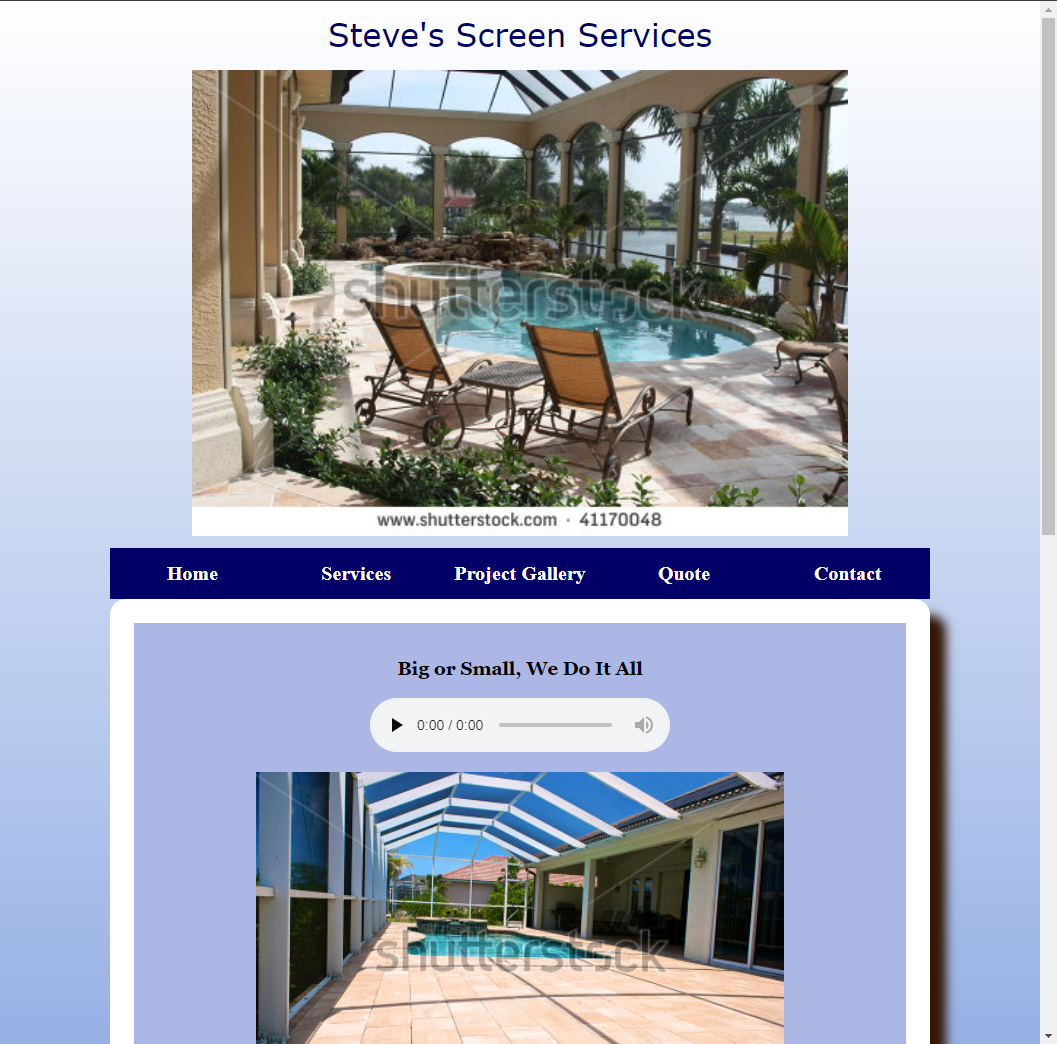 Steve's Screen Services
shutterstock
www.shutterstock.com · 41170048
Home Services Project Gallery Quote Contact
Big or Small, We Do It All
0:00 / 0:00
shutterstock